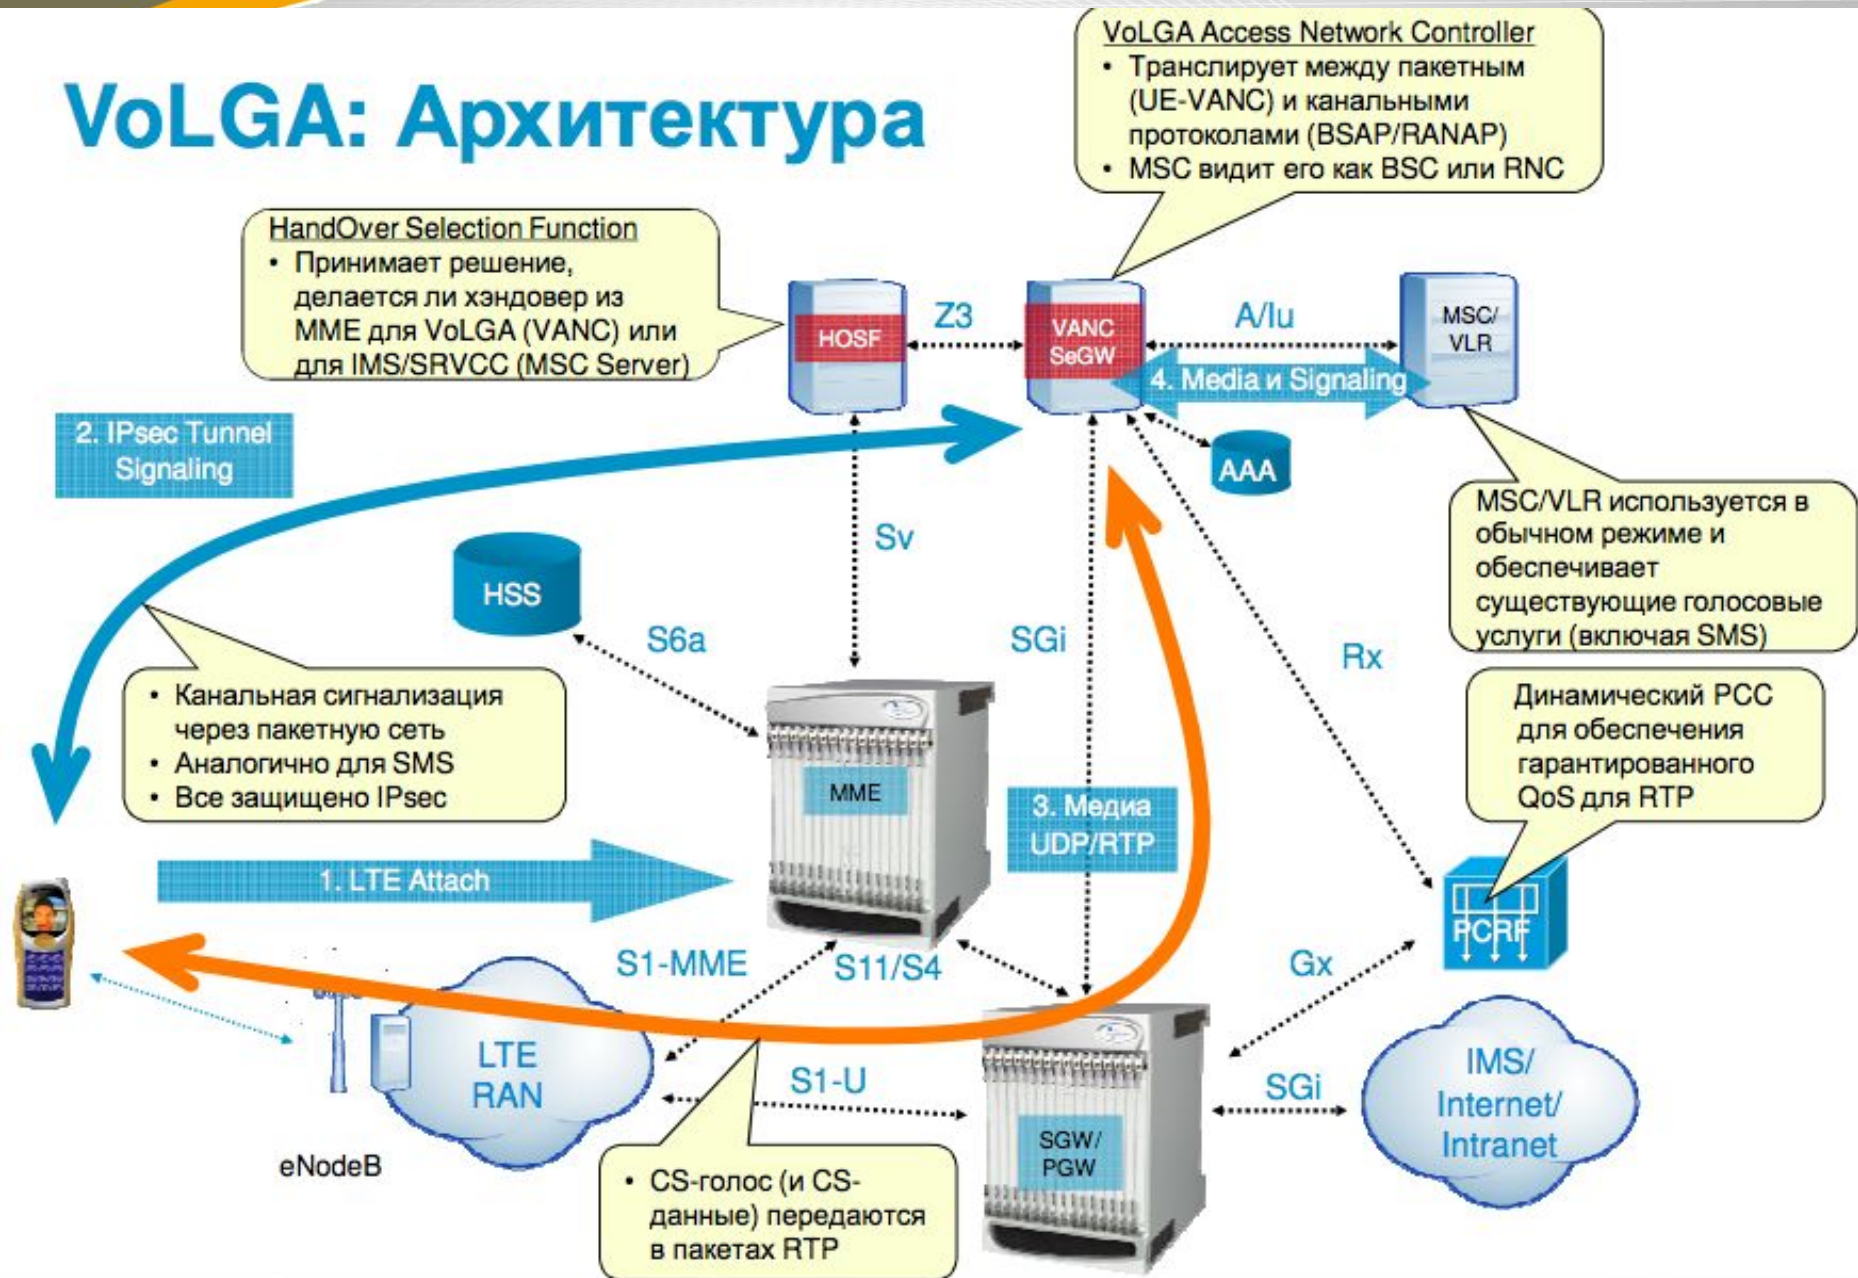 VoLGA: Архитектура
VoLGA Access Network Controller
• Транслирует между пакетным
(UE-VANC) и канальными
протоколами (BSAP/RANAP)
• MSC видит его как BSC или RNC
HandOver Selection Function
• Принимает решение,
делается ли хэндовер из
MME для VoLGA (VANC) или
для IMS/SRVCC (MSC Server)
HOSF
Z3
VANC
SeGW
A/Iu
MSC/
VLR
4. Media и Signaling
2. IPsec Tunnel
Signaling
AAA
MSC/VLR используется в
обычном режиме и
обеспечивает
существующие голосовые
услуги (включая SMS)
Sv
HSS
S6a
SGi
Rx
• Канальная сигнализация
через пакетную сеть
• Аналогично для SMS
• Все защищено IPsec
Динамический PCC
для обеспечения
гарантированного
QoS для RTP
MME
3. Медиа
UDP/RTP
1. LTE Attach
PCRF
S1-MME
S11/S4
Gx
LTE
RAN
S1-U
SGi
IMS/
Internet/
Intranet
eNodeB
SGW/
PGW
• CS-голос (и CS-
данные) передаются
в пакетах RTP